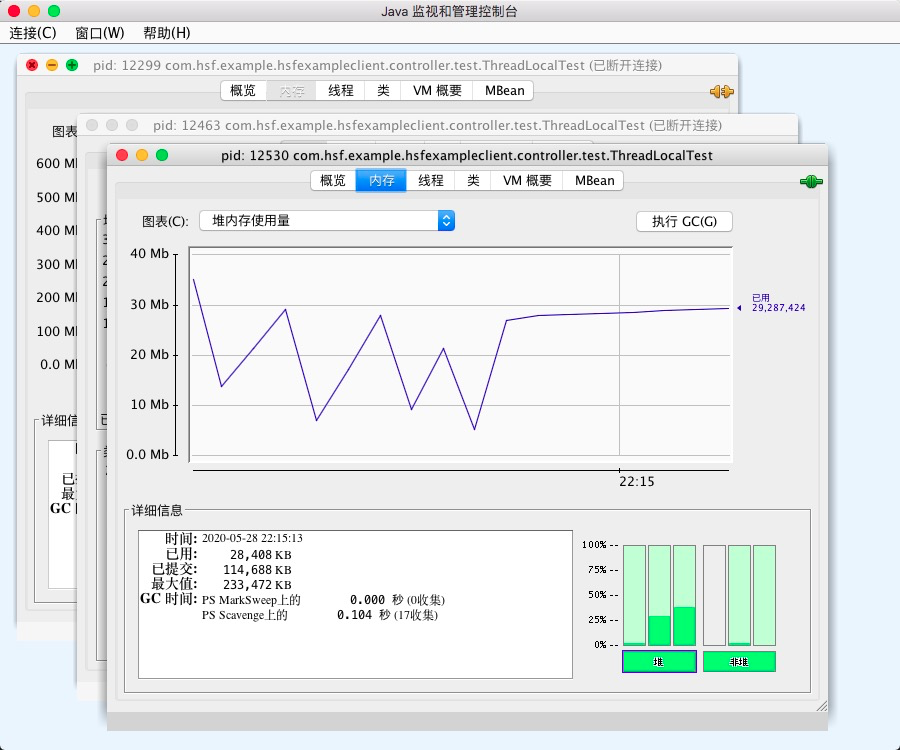 Java 监视和管理控制台
连接(C) 窗口(W) 帮助(H)
pid: 12299 com.hsf.example.hsfexampleclient.controller.test.ThreadLocalTest (已断开连接)
概览 内存 线程 类 VM 概要 MBean
图表
600 M
500 M
400 M
300 M
200 M
100 M
0.0 M
详细信
已
最
GC
pid: 12463 com.hsf.example.hsfexampleclient.controller.test.ThreadLocalTest (已断开连接)
pid: 12530 com.hsf.example.hsfexampleclient.controller.test.ThreadLocalTest
概览 内存 线程 类 VM 概要 MBean
图表(C): 堆内存使用量 执行 GC(G)
40 Mb
30 Mb
20 Mb
10 Mb
0.0 Mb
已用
29,287,424
22:15
详细信息
时间: 2020-05-28 22:15:13
已用: 28,408 KB
已提交: 114,688 KB
最大值: 233,472 KB
GC 时间: PS MarkSweep上的 0.000 秒 (0收集)
PS Scavenge上的 0.104 秒 (17收集)
100% --
75% --
50% --
25% --
0% --
堆 非堆